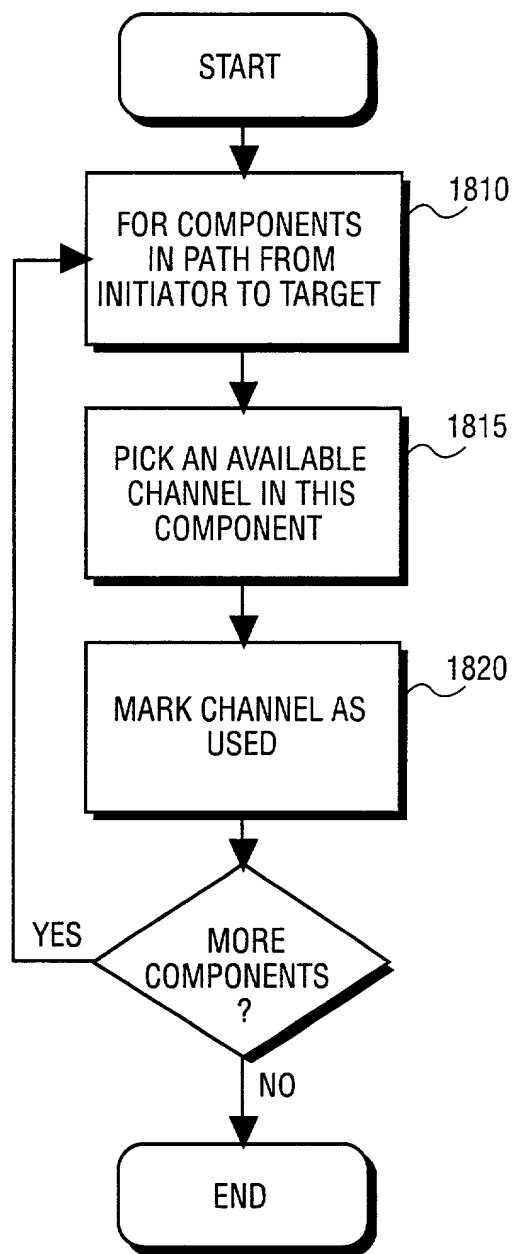 START
1810
FOR COMPONENTS
IN PATH FROM
INITIATOR TO TARGET
1815
PICK AN AVAILABLE
CHANNEL IN THIS
COMPONENT
1820
MARK CHANNEL AS
USED
YES
MORE
COMPONENTS
?
NO
END